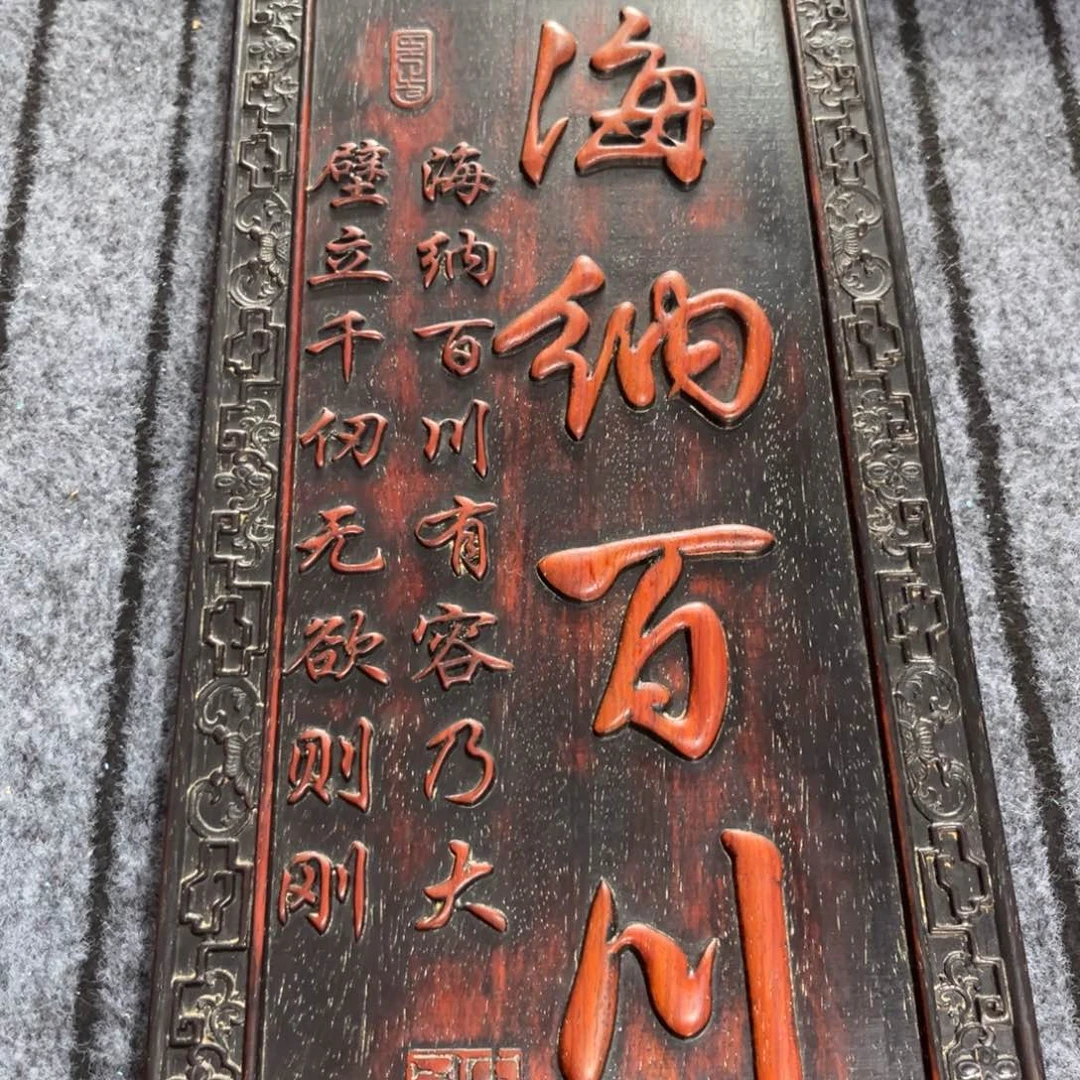 海纳百川
海纳百川有容乃大
壁立千仞无欲则刚